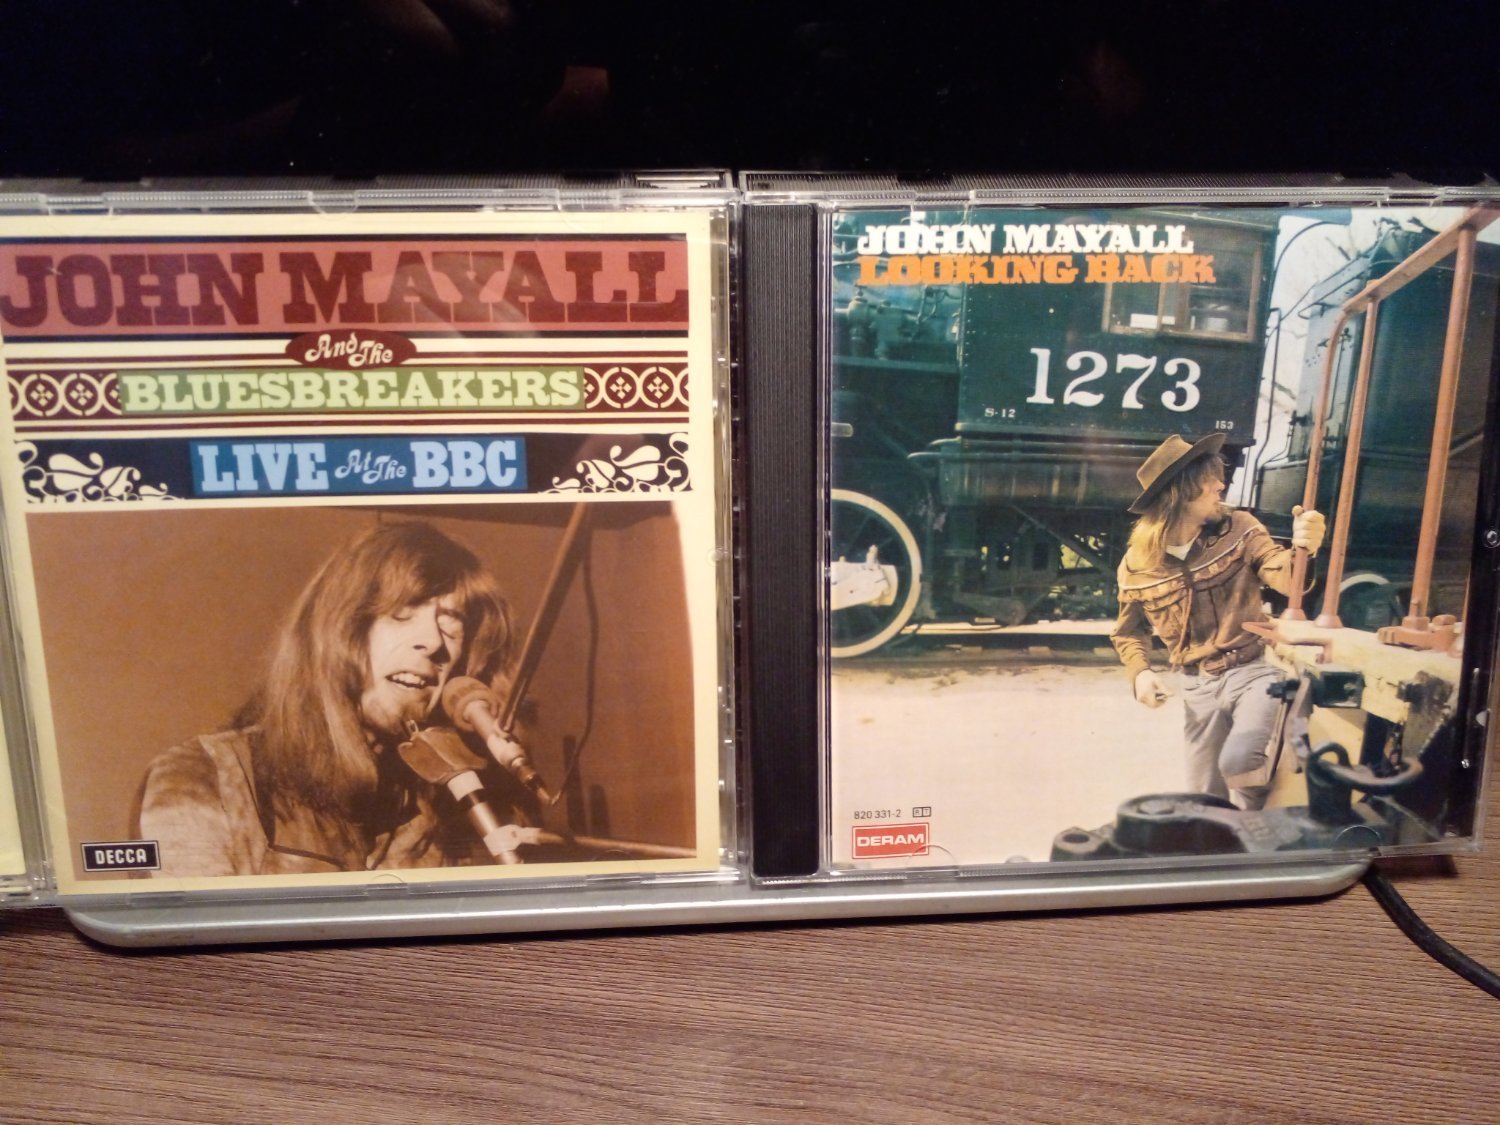 JOHN MAYALL
And The
BLUESBREAKERS
LIVE At The BBC
DECCA
JOHN MAYALL
LOOKING BACK
1273
S-12
153
820 331-2
DERAM